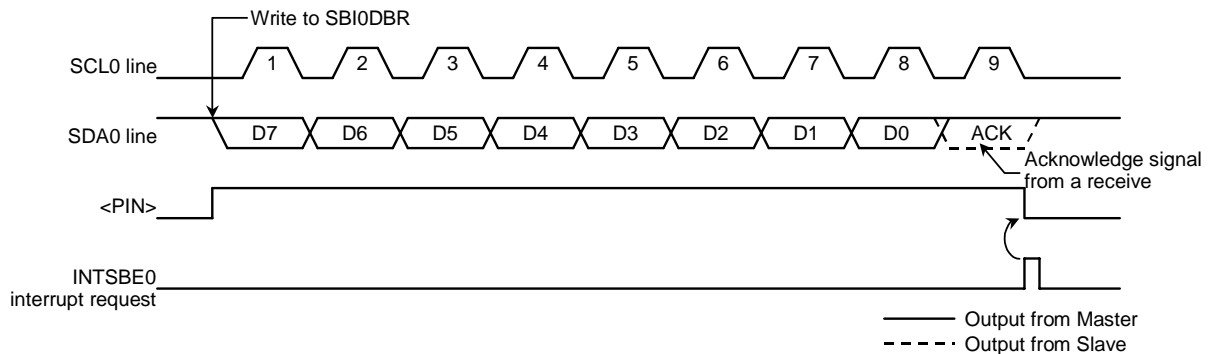 Write to SBI0DBR
SCL0 line
1 2 3 4 5 6 7 8 9
SDA0 line
D7 D6 D5 D4 D3 D2 D1 D0 ACK
Acknowledge signal
from a receive
<PIN>
INTSBE0
interrupt request
Output from Master
Output from Slave